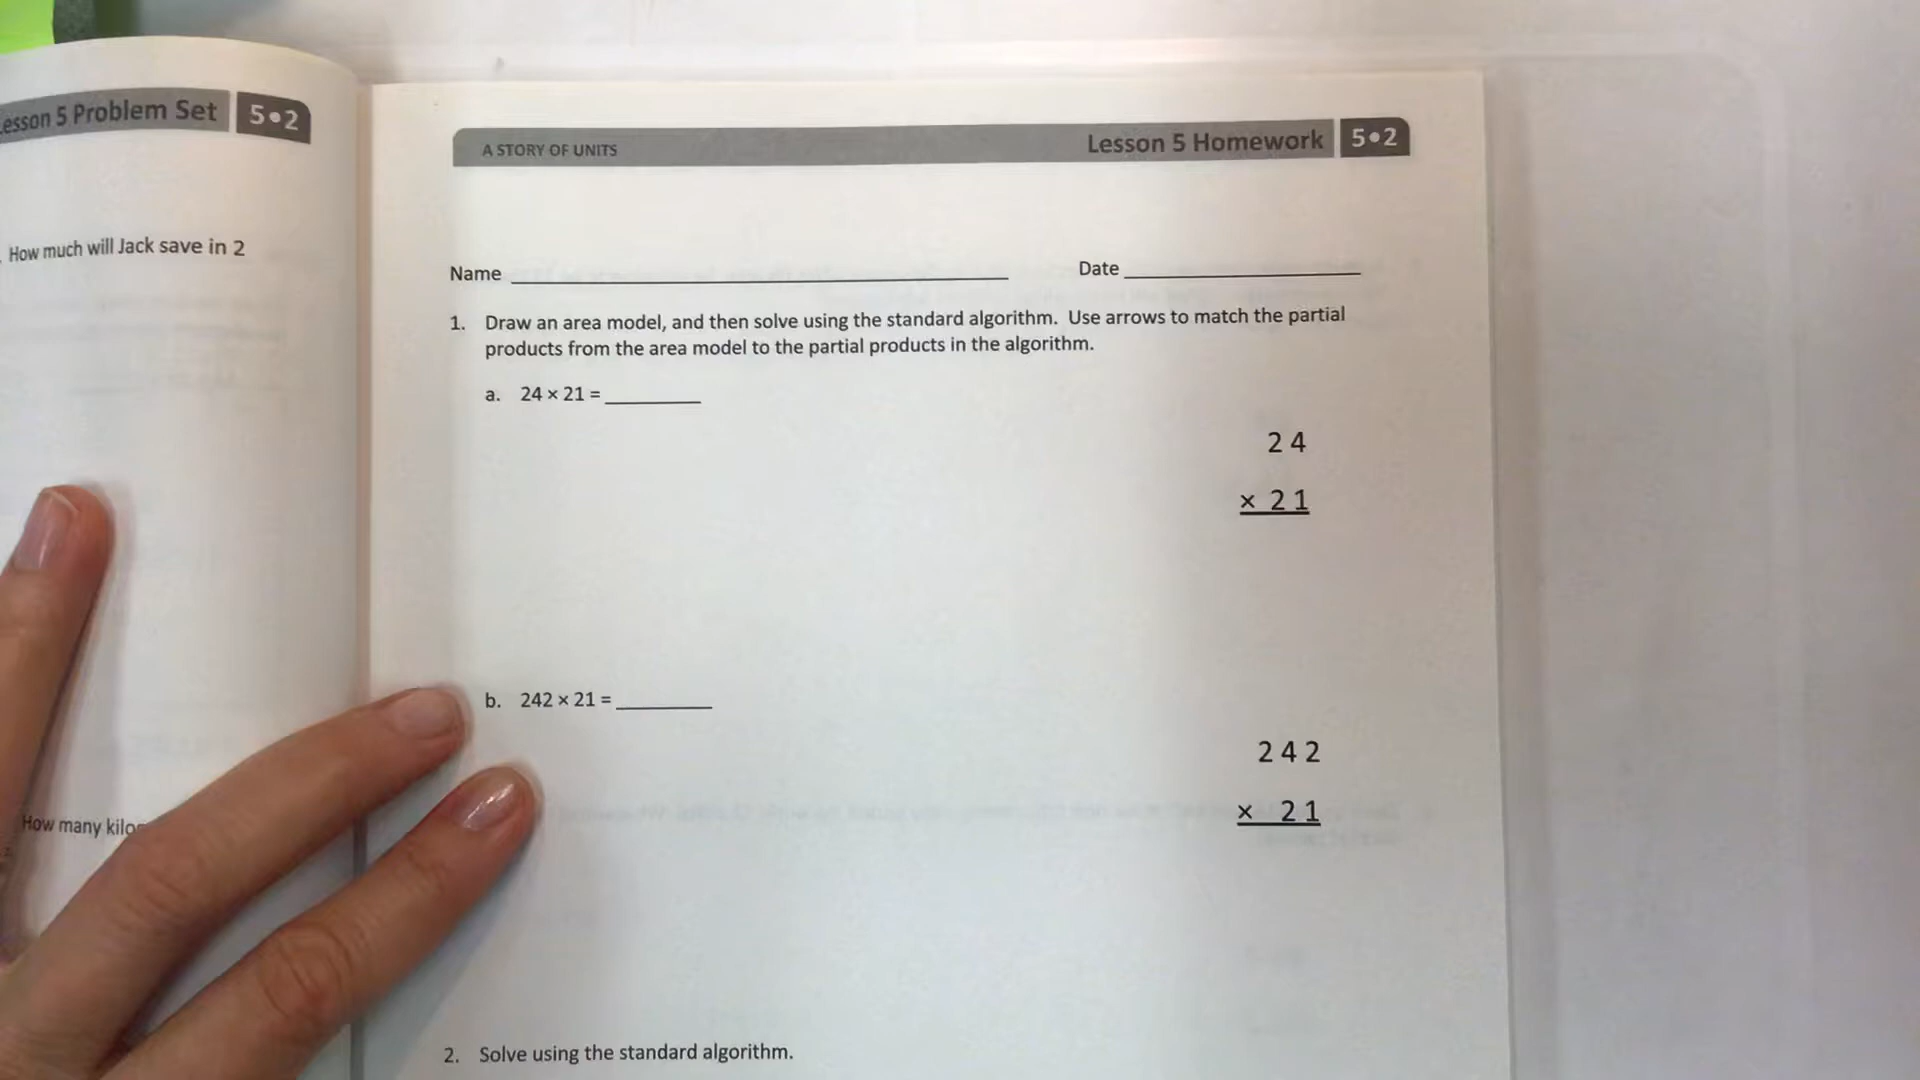 Lesson 5 Problem Set 5•2
How much will Jack save in 2
How many kilo
A STORY OF UNITS
Lesson 5 Homework 5•2
Name
Date
1. Draw an area model, and then solve using the standard algorithm. Use arrows to match the partial
products from the area model to the partial products in the algorithm.
a. 24 × 21 =
2 4
× 2 1
b. 242 × 21 =
2 4 2
× 2 1
2. Solve using the standard algorithm.